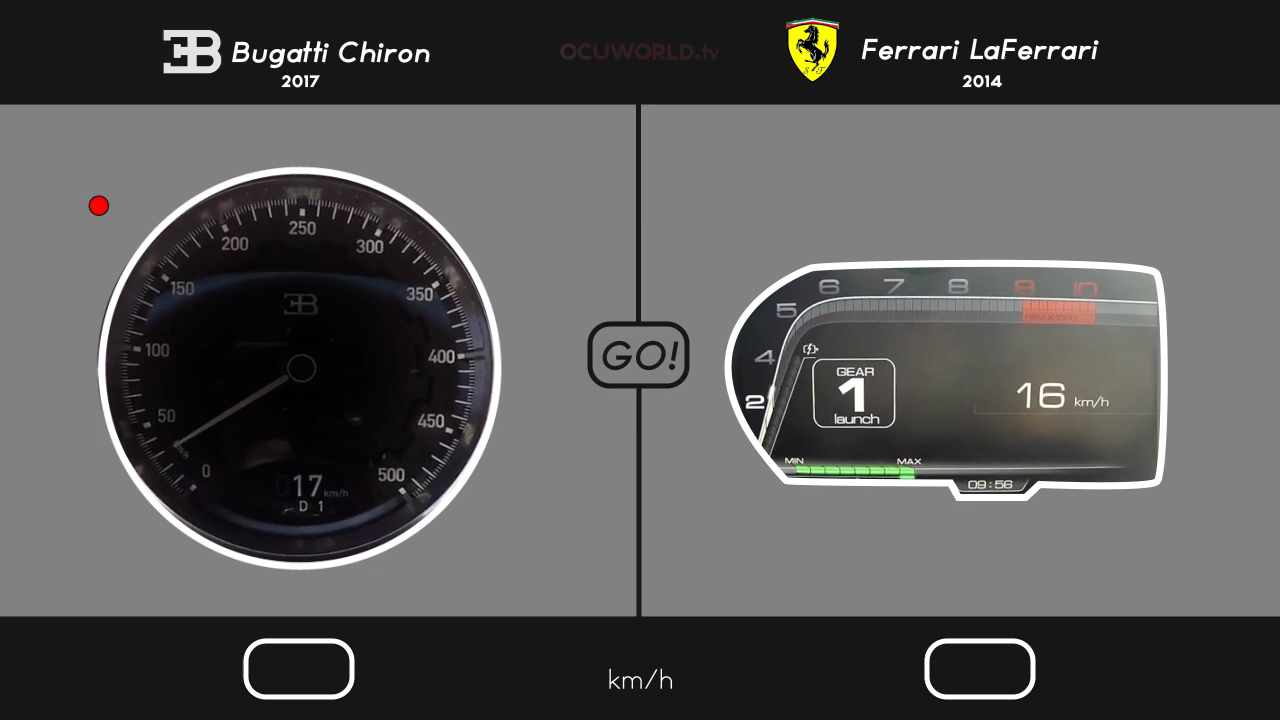 Bugatti Chiron
2017
OCUWORLD.tv
Ferrari LaFerrari
2014
S F
250
200
300
150
350
100
400
50
450
km/h
0
500
17 km/h
D 1
GO!
6 7 8 9 10
5
4
2
GEAR
1
launch
16 km/h
MIN MAX
09:56
km/h